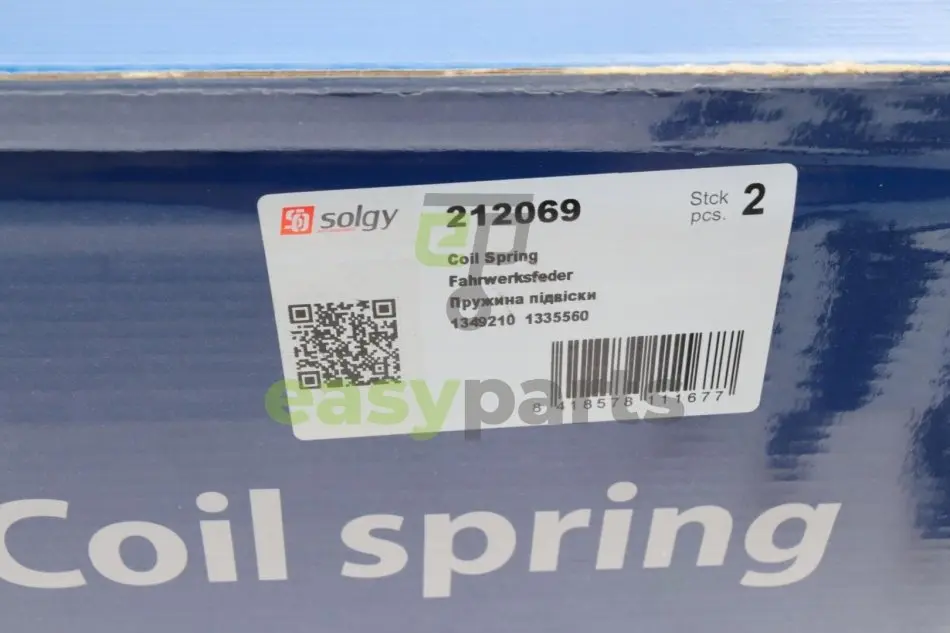 solgy
212069
Stck
pcs. 2
Coil Spring
Fahrwerksfeder
Пружина підвіски
1349210 1335560
8 418578 111677
easyparts
Coil spring